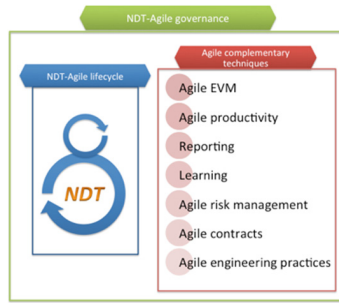 NDT-Agile governance
NDT-Agile lifecycle
NDT
Agile complementary
techniques
Agile EVM
Agile productivity
Reporting
Learning
Agile risk management
Agile contracts
Agile engineering practices